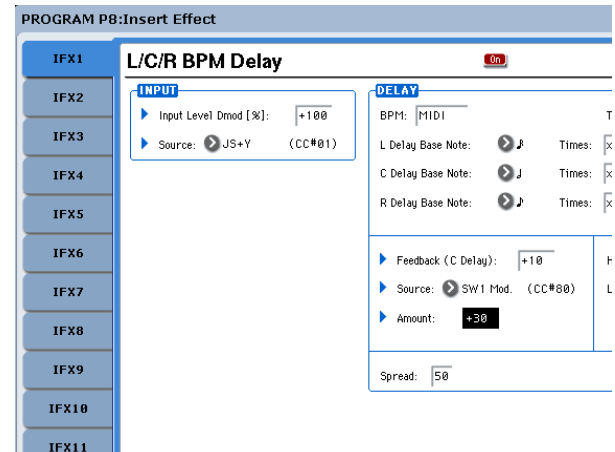 PROGRAM P8:Insert Effect
IFX1
IFX2
IFX3
IFX4
IFX5
IFX6
IFX7
IFX8
IFX9
IFX10
IFX11
L/C/R BPM Delay
On
INPUT
Input Level Dmod [%]: +100
Source: JS+Y (CC#01)
DELAY
BPM: MIDI T
L Delay Base Note: Times: x
C Delay Base Note: Times: x
R Delay Base Note: Times: x
Feedback (C Delay): +10 H
Source: SW1 Mod. (CC#80) L
Amount: +30
Spread: 50